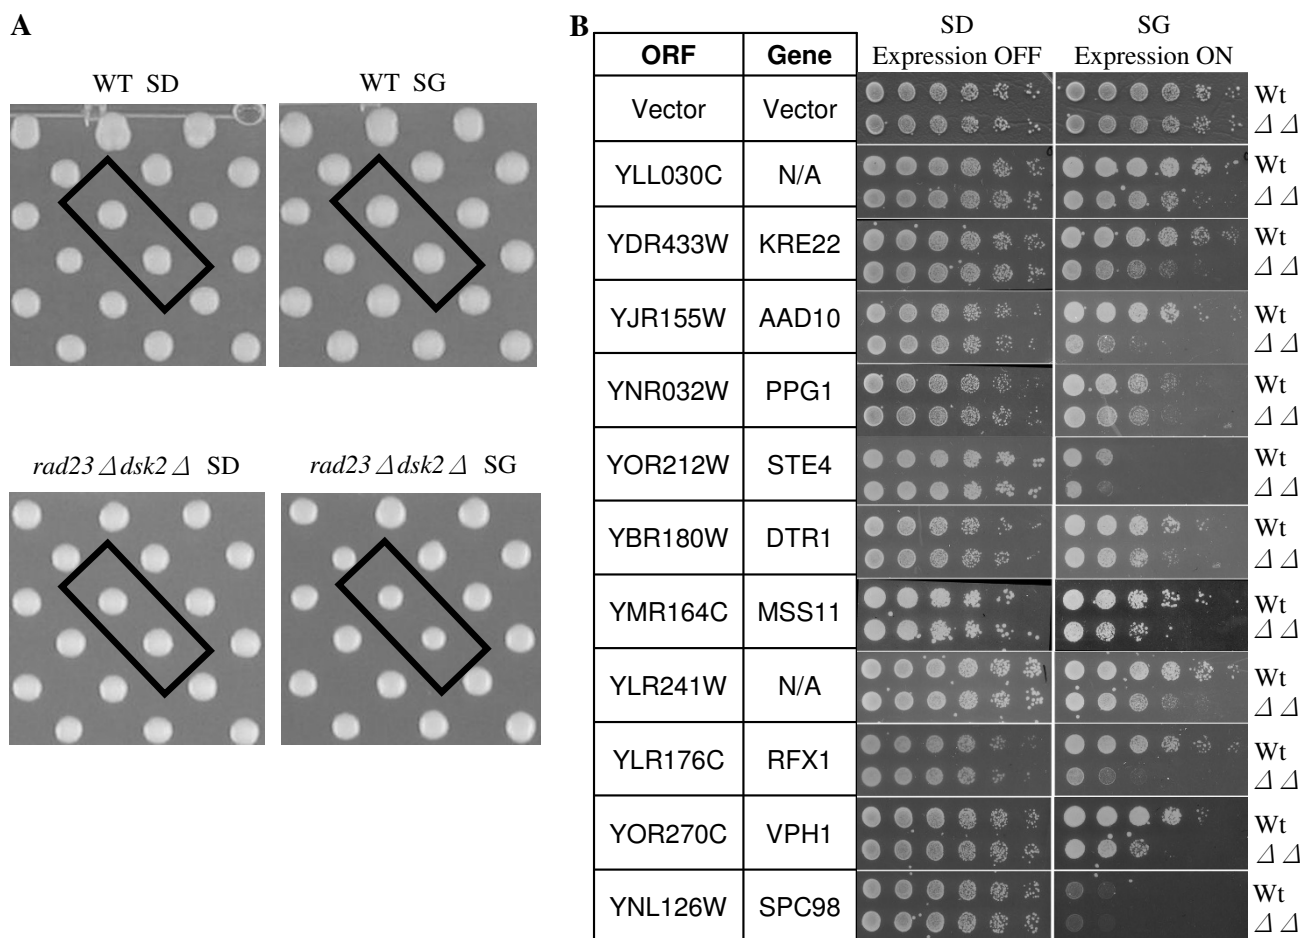 A
WT SD
WT SG
rad23 Δ dsk2 Δ SD
rad23 Δ dsk2 Δ SG
B
SD
Expression OFF
SG
Expression ON
ORF Gene
Vector Vector
Wt
Δ Δ
YLL030C N/A
Wt
Δ Δ
YDR433W KRE22
Wt
Δ Δ
YJR155W AAD10
Wt
Δ Δ
YNR032W PPG1
Wt
Δ Δ
YOR212W STE4
Wt
Δ Δ
YBR180W DTR1
Wt
Δ Δ
YMR164C MSS11
Wt
Δ Δ
YLR241W N/A
Wt
Δ Δ
YLR176C RFX1
Wt
Δ Δ
YOR270C VPH1
Wt
Δ Δ
YNL126W SPC98
Wt
Δ Δ